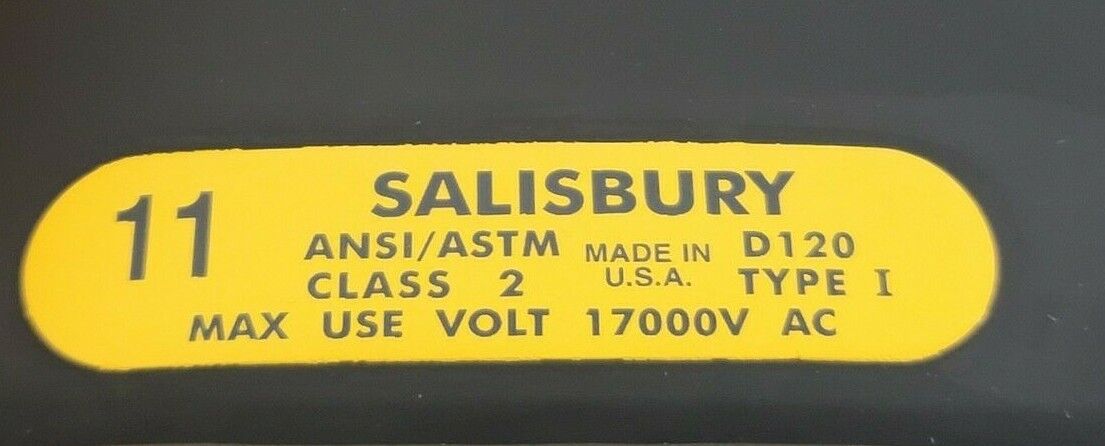 11
SALISBURY
ANSI/ASTM MADE IN D120
CLASS 2 U.S.A. TYPE I
MAX USE VOLT 17000V AC